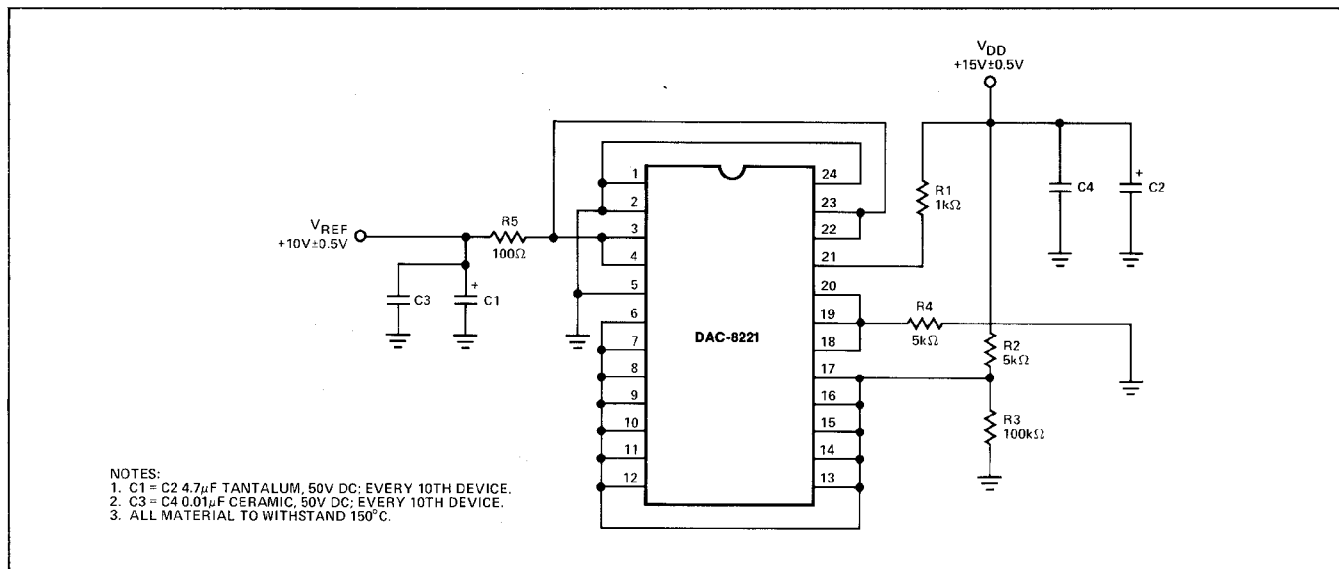 V_DD
+15V±0.5V
1
2
3
4
5
6
7
8
9
10
11
12
24
23
22
21
20
19
18
17
16
15
14
13
DAC-8221
V_REF
+10V±0.5V
R5
100Ω
C3
+
C1
R1
1kΩ
C4
+
C2
R4
5kΩ
R2
5kΩ
R3
100kΩ
NOTES:
1. C1 = C2 4.7μF TANTALUM, 50V DC; EVERY 10TH DEVICE.
2. C3 = C4 0.01μF CERAMIC, 50V DC; EVERY 10TH DEVICE.
3. ALL MATERIAL TO WITHSTAND 150°C.